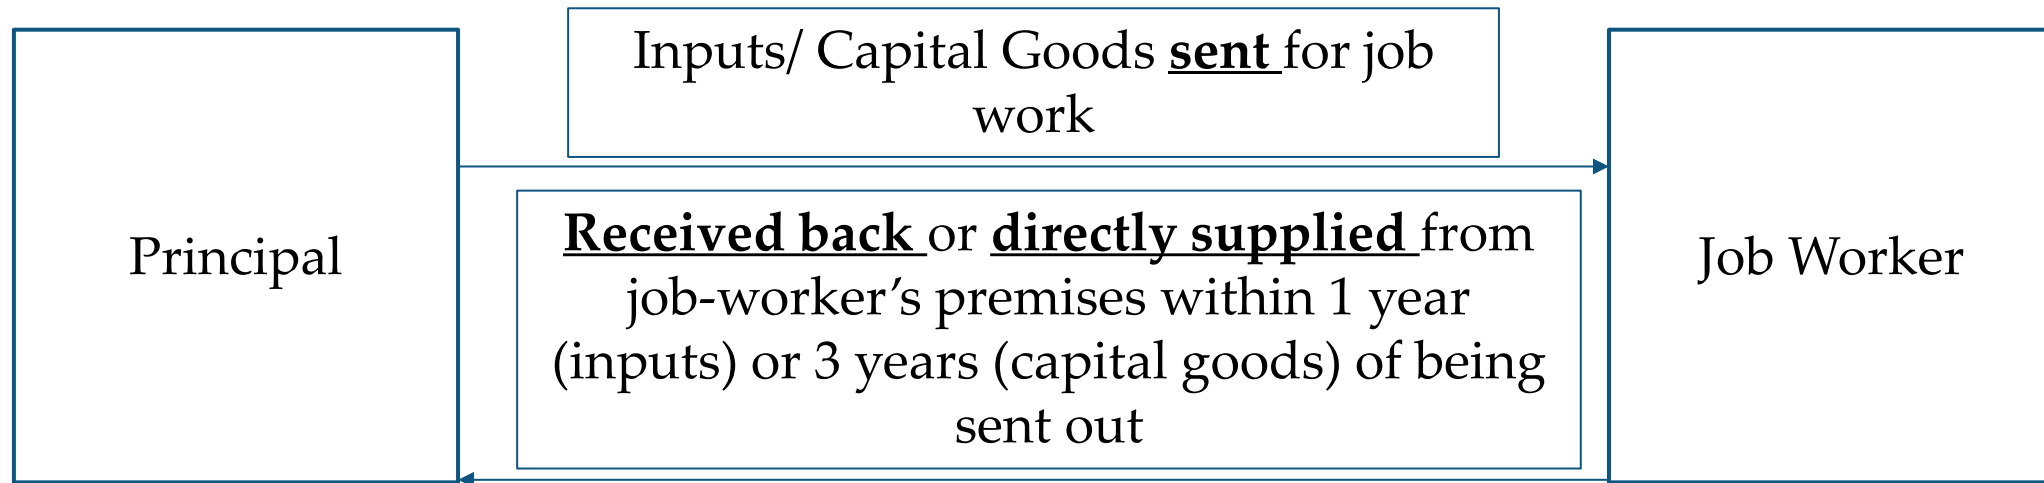 Inputs/ Capital Goods sent for job
work
Principal
Received back or directly supplied from
job-worker’s premises within 1 year
(inputs) or 3 years (capital goods) of being
sent out
Job Worker